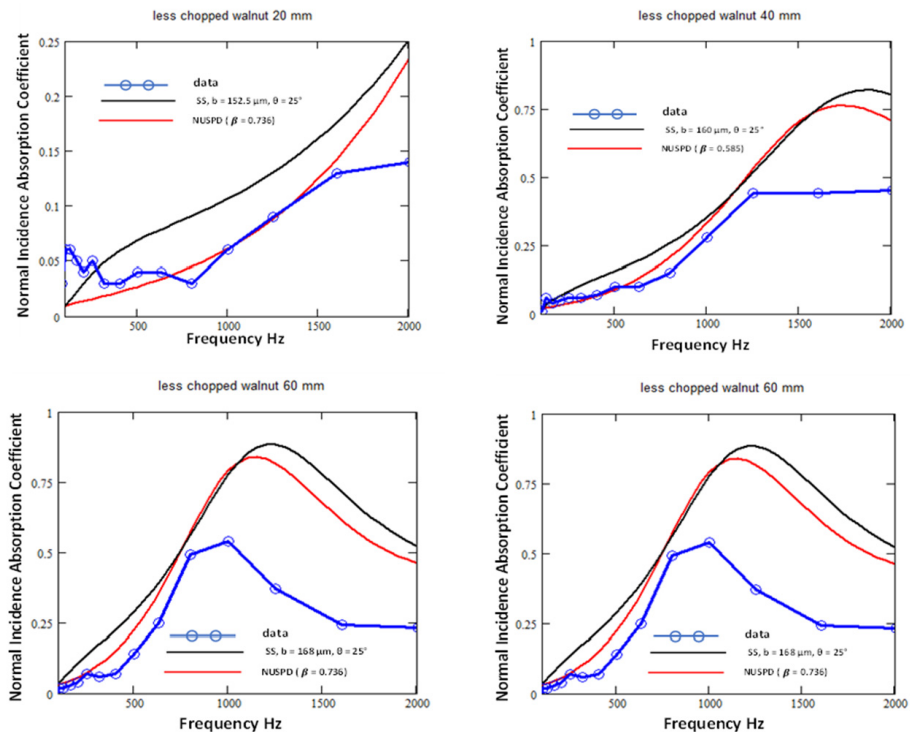 less chopped walnut 20 mm
Normal Incidence Absorption Coefficient
0.25
0.2
0.15
0.1
0.05
0
data
SS, b = 152.5 µm, θ = 25°
NUSPD ( β = 0.736)
500
1000
1500
2000
Frequency Hz
less chopped walnut 40 mm
Normal Incidence Absorption Coefficient
1
0.75
0.5
0.25
0
data
SS, b = 160 µm, θ = 25°
NUSPD ( β = 0.585)
500
1000
1500
2000
Frequency Hz
less chopped walnut 60 mm
Normal Incidence Absorption Coefficient
1
0.75
0.5
0.25
0
data
SS, b = 168 µm, θ = 25°
NUSPD ( β = 0.736)
500
1000
1500
2000
Frequency Hz
less chopped walnut 60 mm
Normal Incidence Absorption Coefficient
1
0.75
0.5
0.25
0
data
SS, b = 168 µm, θ = 25°
NUSPD ( β = 0.736)
500
1000
1500
2000
Frequency Hz